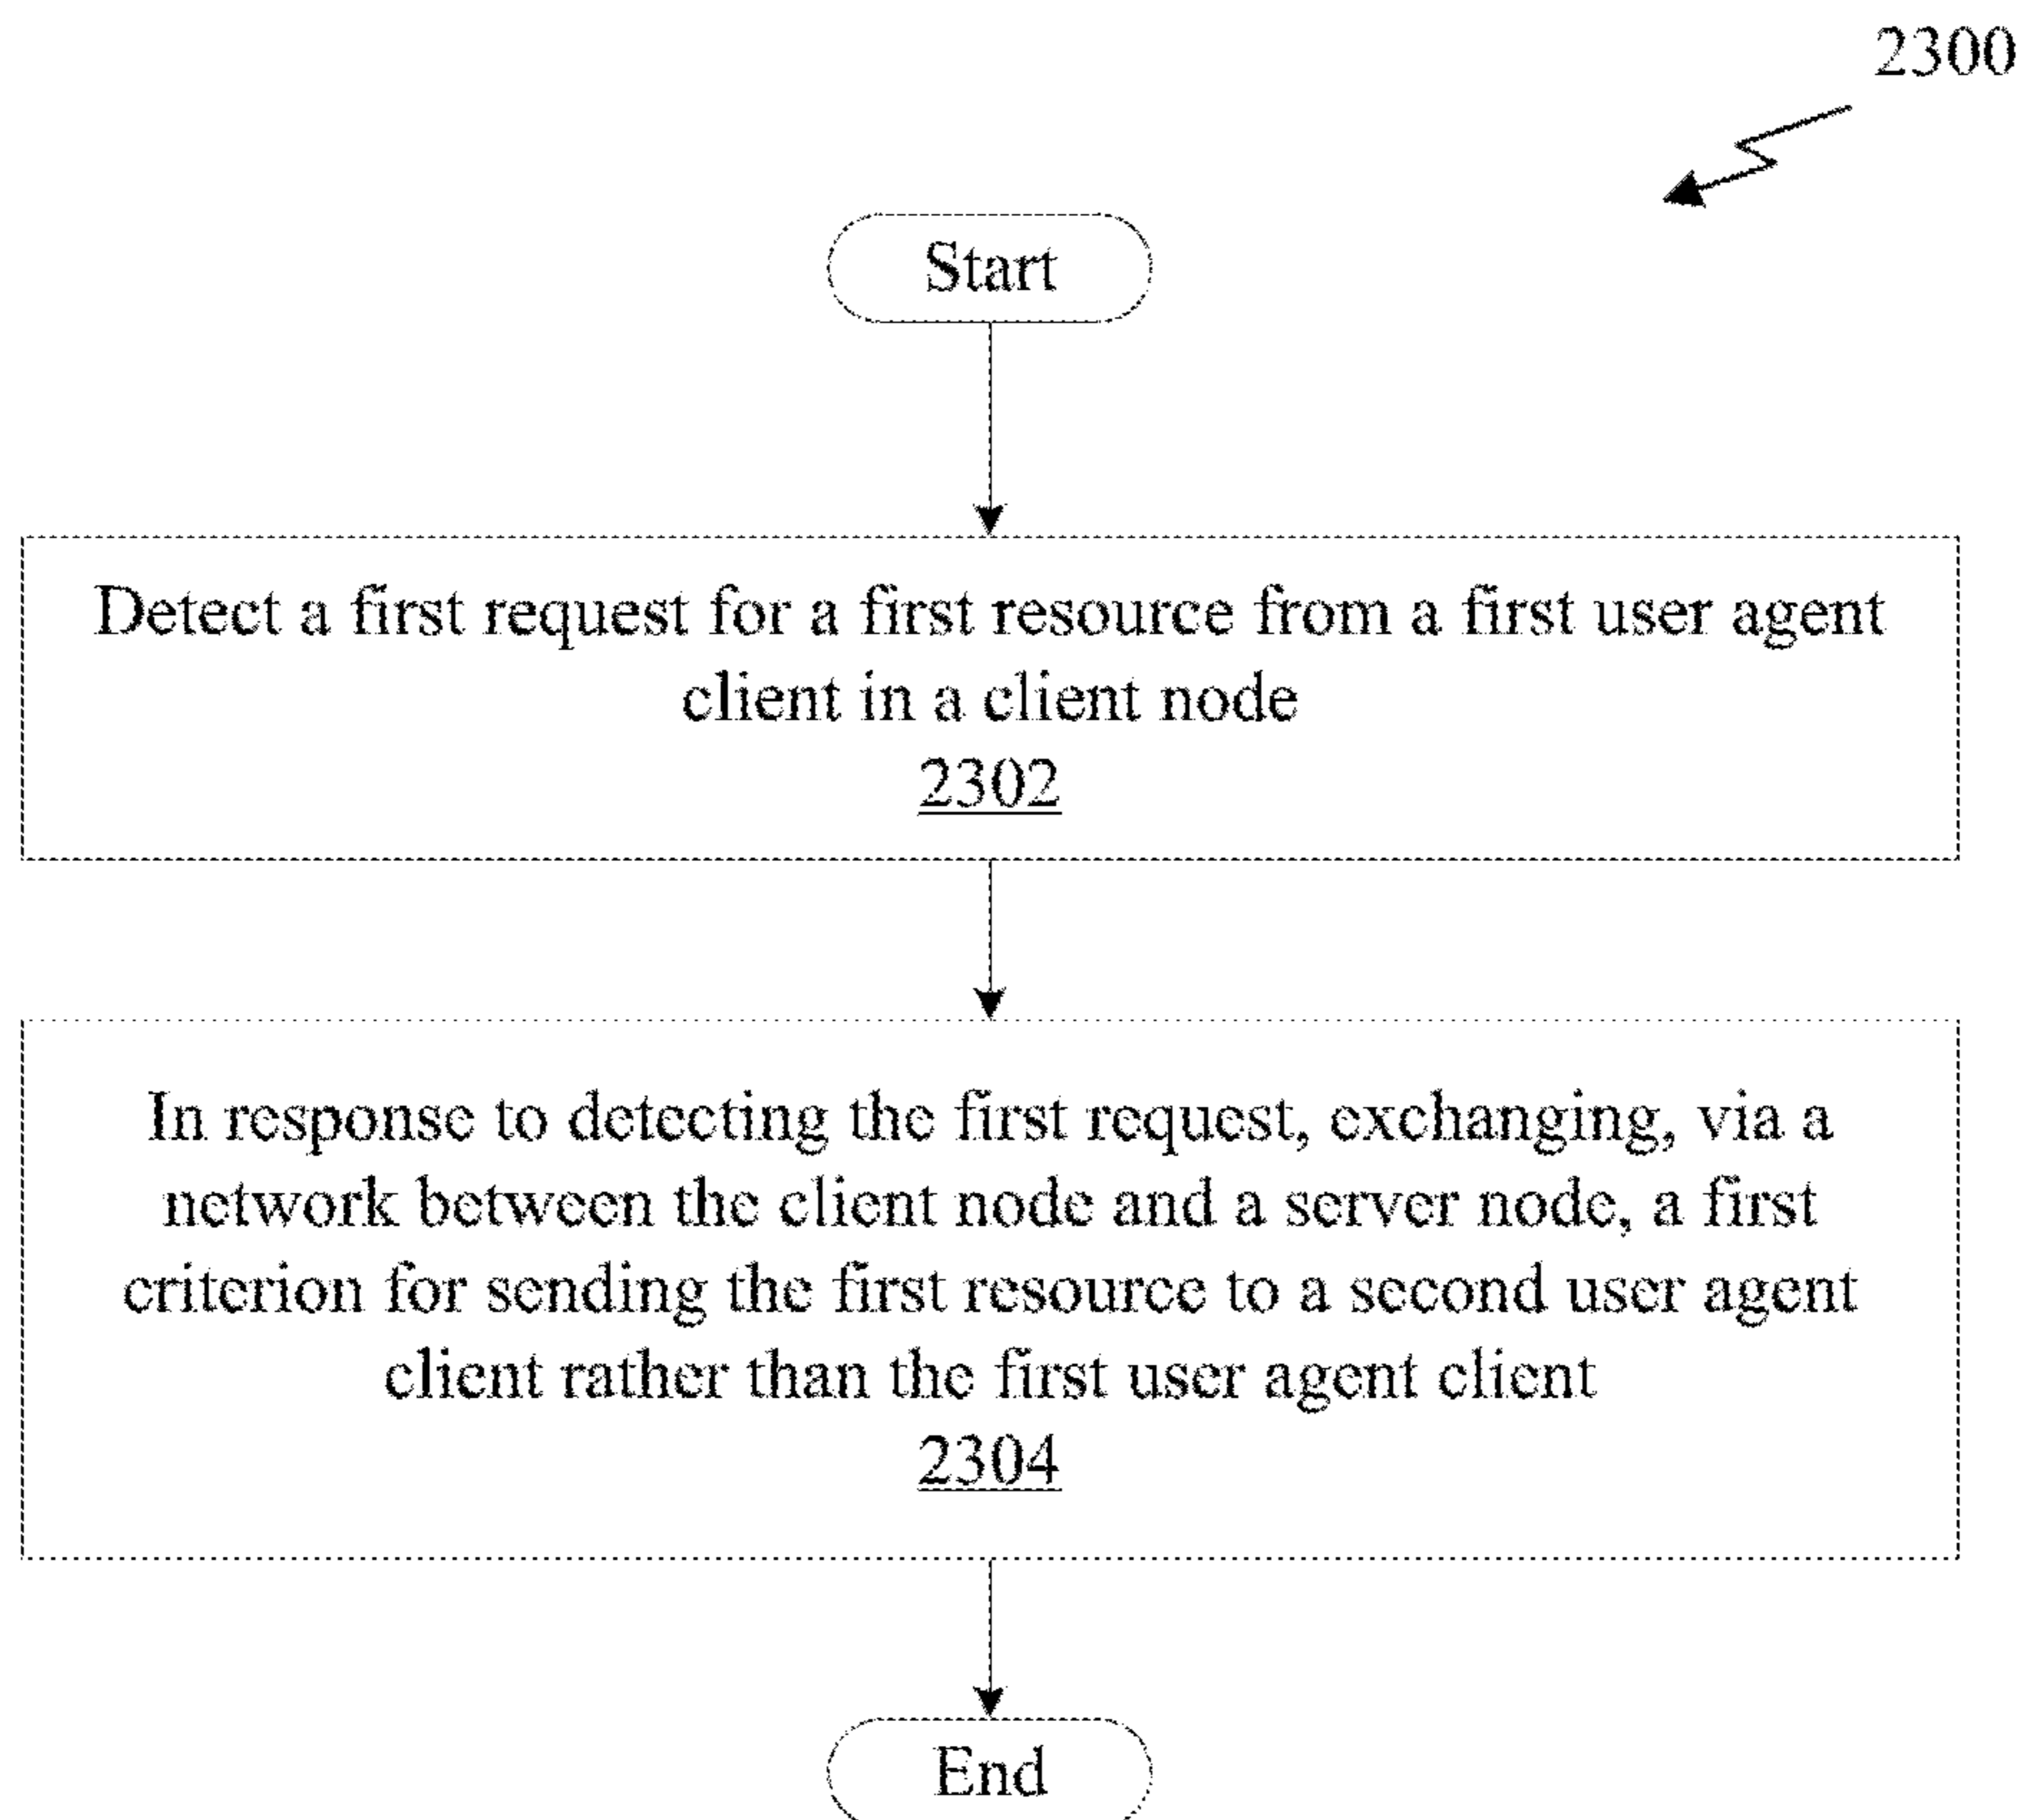 2300
Start
Detect a first request for a first resource from a first user agent
client in a client node
2302
In response to detecting the first request, exchanging, via a
network between the client node and a server node, a first
criterion for sending the first resource to a second user agent
client rather than the first user agent client
2304
End